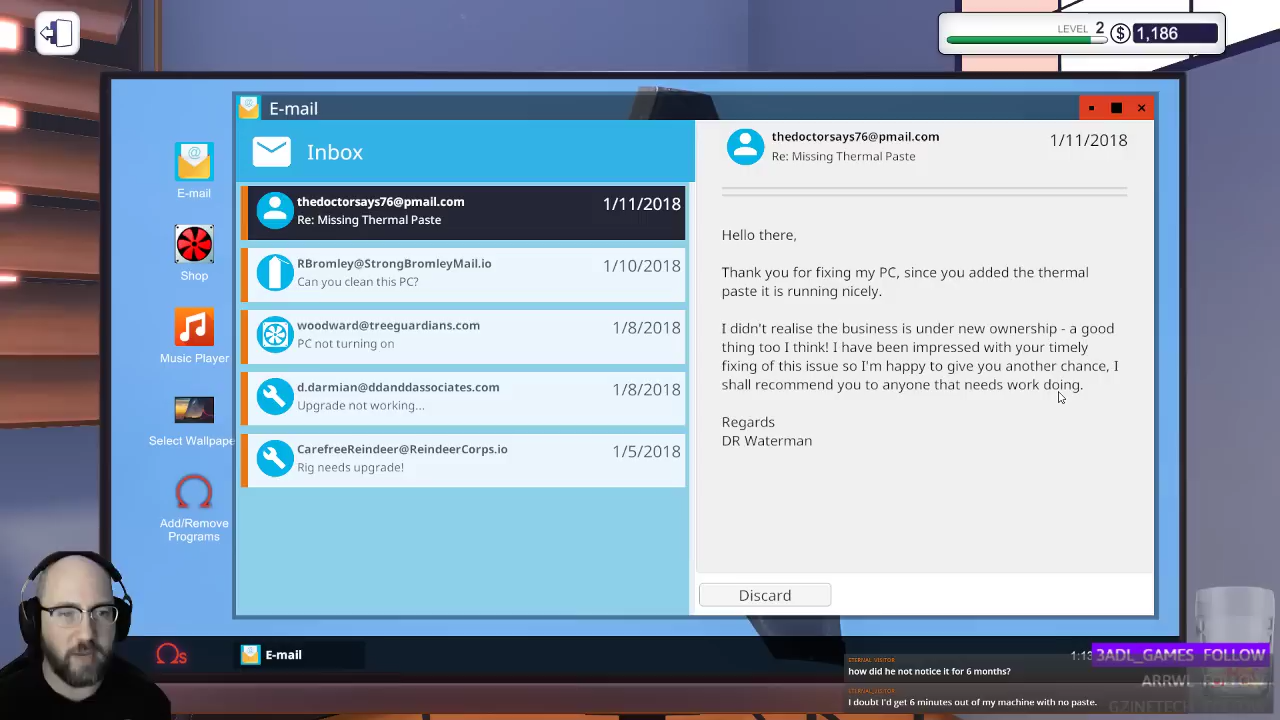 LEVEL 2
$ 1,186
E-mail
Inbox
thedoctorsays76@pmail.com 1/11/2018
Re: Missing Thermal Paste
RBromley@StrongBromleyMail.io 1/10/2018
Can you clean this PC?
woodward@treeguardians.com 1/8/2018
PC not turning on
d.darmian@ddanddassociates.com 1/8/2018
Upgrade not working...
CarefreeReindeer@ReindeerCorps.io 1/5/2018
Rig needs upgrade!
thedoctorsays76@pmail.com 1/11/2018
Re: Missing Thermal Paste
Hello there,
Thank you for fixing my PC, since you added the thermal
paste it is running nicely.
I didn't realise the business is under new ownership - a good
thing too I think! I have been impressed with your timely
fixing of this issue so I'm happy to give you another chance, I
shall recommend you to anyone that needs work doing.
Regards
DR Waterman
Discard
E-mail
Shop
Music Player
Select Wallpape
Add/Remove
Programs
Ωs
E-mail
1:13
ETERNAL_VISITOR
how did he not notice it for 6 months?
ETERNAL_VISITOR
I doubt I'd get 6 minutes out of my machine with no paste.
3ADL_GAMES FOLLOW
ARRWL FOLLOW